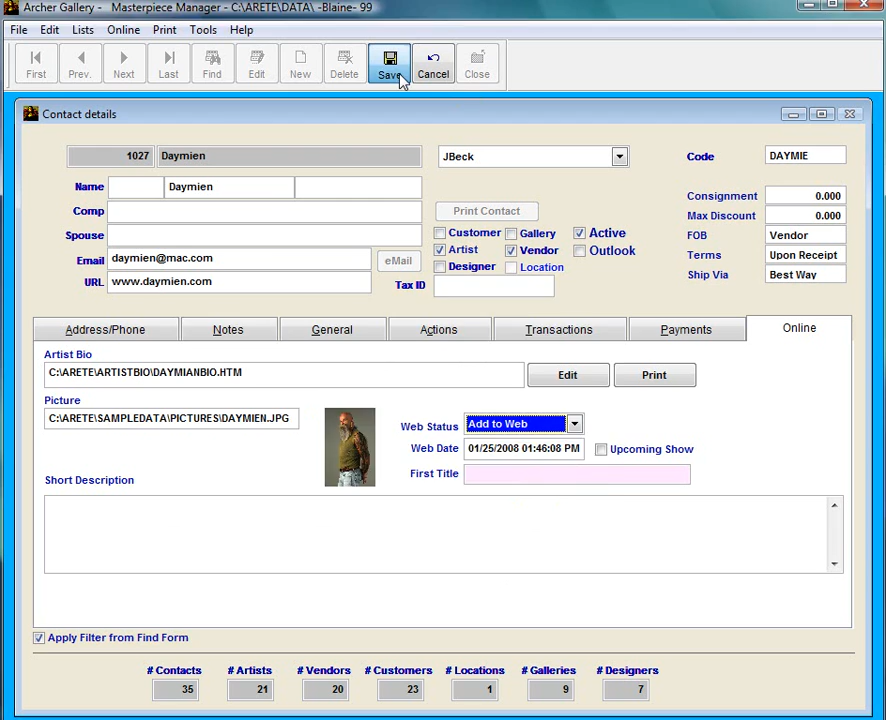 Archer Gallery - Masterpiece Manager - C:\ARETE\DATA\ -Blaine- 99
File Edit Lists Online Print Tools Help
First Prev. Next Last Find Edit New Delete Save Cancel Close
Contact details
1027 Daymien JBeck Code DAYMIE
Name Daymien
Comp
Spouse
Email daymien@mac.com eMail
URL www.daymien.com
Print Contact
Customer Gallery Active
Artist Vendor Outlook
Designer Location
Tax ID
Consignment 0.000
Max Discount 0.000
FOB Vendor
Terms Upon Receipt
Ship Via Best Way
Address/Phone Notes General Actions Transactions Payments Online
Artist Bio
C:\ARETE\ARTISTBIO\DAYMIANBIO.HTM Edit Print
Picture
C:\ARETE\SAMPLEDATA\PICTURES\DAYMIEN.JPG
Web Status Add to Web
Web Date 01/25/2008 01:46:08 PM Upcoming Show
First Title
Short Description
Apply Filter from Find Form
# Contacts # Artists # Vendors # Customers # Locations # Galleries # Designers
35 21 20 23 1 9 7